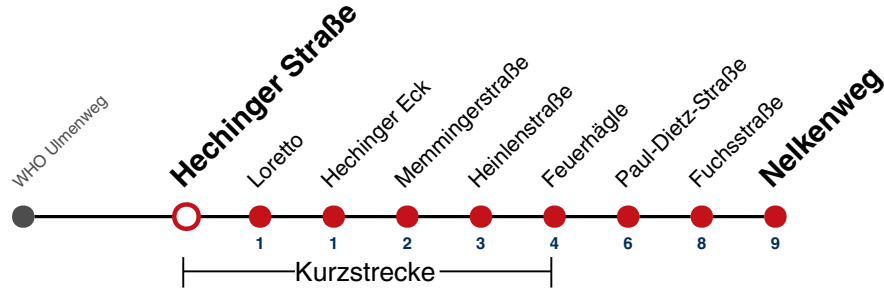 WHO Ulmenweg
Hechinger Straße
Loretto
Hechinger Eck
Memmingerstraße
Heinlenstraße
Feuerhägle
Paul-Dietz-Straße
Fuchsstraße
Nelkenweg
1 1 2 3 4 6 8 9
Kurzstrecke